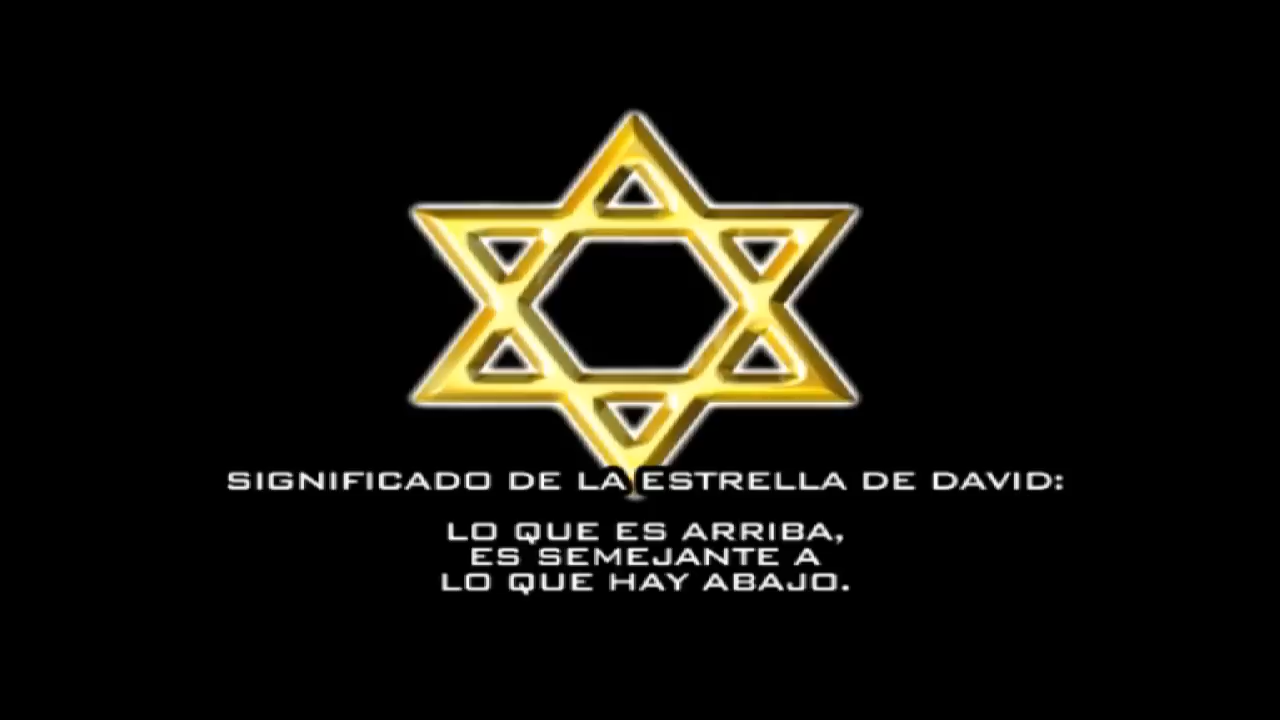 SIGNIFICADO DE LA ESTRELLA DE DAVID:
LO QUE ES ARRIBA,
ES SEMEJANTE A
LO QUE HAY ABAJO.